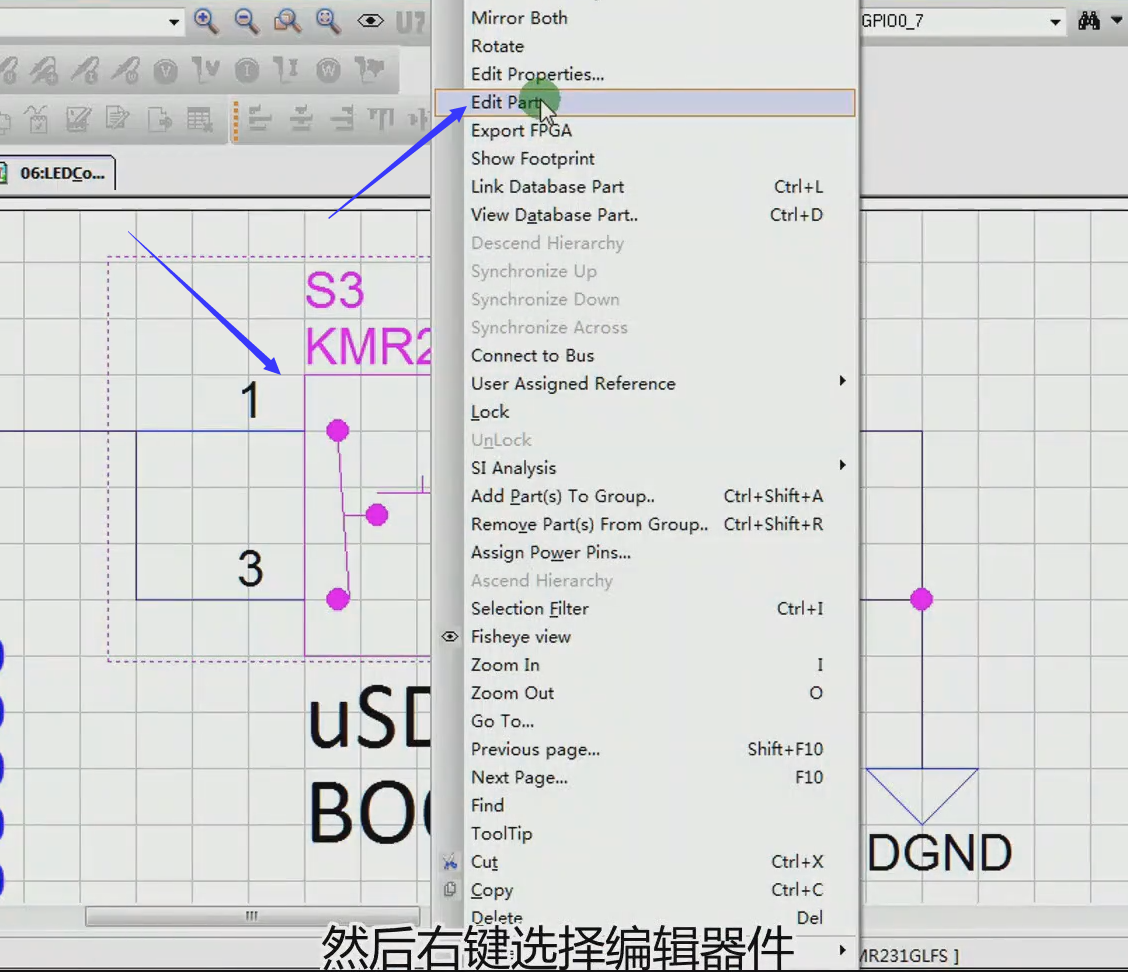 U?
GPIO0_7
06:LEDCo...
Mirror Both
Rotate
Edit Properties...
Edit Part
Export FPGA
Show Footprint
Link Database Part Ctrl+L
View Database Part.. Ctrl+D
Descend Hierarchy
Synchronize Up
Synchronize Down
Synchronize Across
Connect to Bus
User Assigned Reference
Lock
UnLock
SI Analysis
Add Part(s) To Group.. Ctrl+Shift+A
Remove Part(s) From Group.. Ctrl+Shift+R
Assign Power Pins...
Ascend Hierarchy
Selection Filter Ctrl+I
Fisheye view
Zoom In I
Zoom Out O
Go To...
Previous page... Shift+F10
Next Page... F10
Find
ToolTip
Cut Ctrl+X
Copy Ctrl+C
Delete Del
S3
KMR2
1
3
uSD
BOO
DGND
MR231GLFS ]
然后右键选择编辑器件